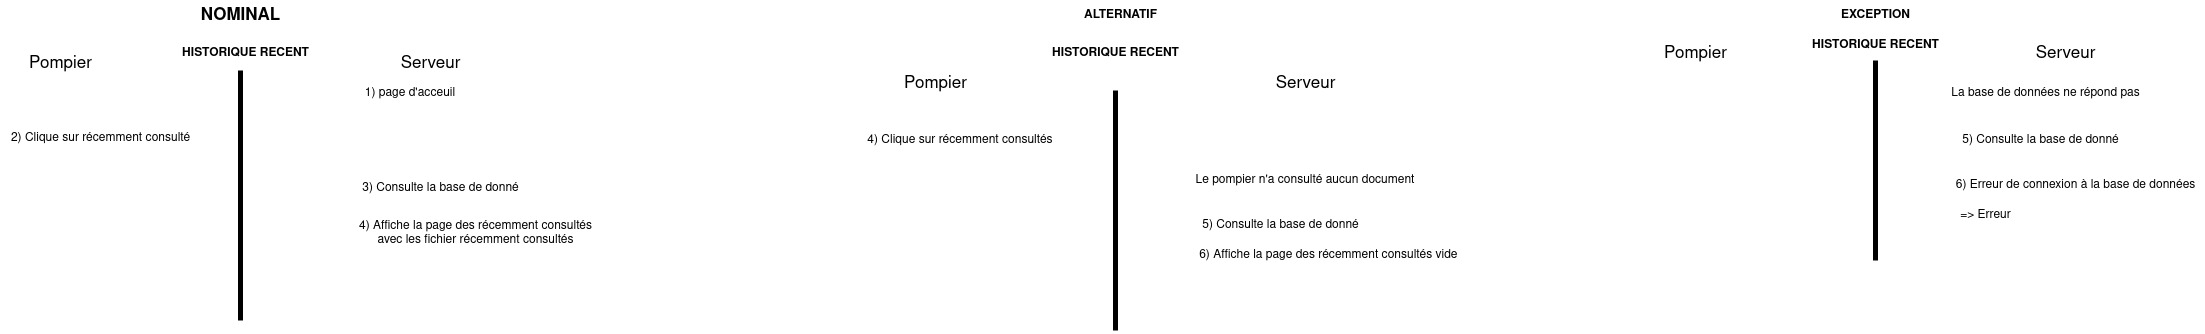 NOMINAL
HISTORIQUE RECENT
Pompier
Serveur
1) page d'acceuil
2) Clique sur récemment consulté
3) Consulte la base de donné
4) Affiche la page des récemment consultés
avec les fichier récemment consultés
ALTERNATIF
HISTORIQUE RECENT
Pompier
Serveur
4) Clique sur récemment consultés
Le pompier n'a consulté aucun document
5) Consulte la base de donné
6) Affiche la page des récemment consultés vide
EXCEPTION
HISTORIQUE RECENT
Pompier
Serveur
La base de données ne répond pas
5) Consulte la base de donné
6) Erreur de connexion à la base de données
=> Erreur